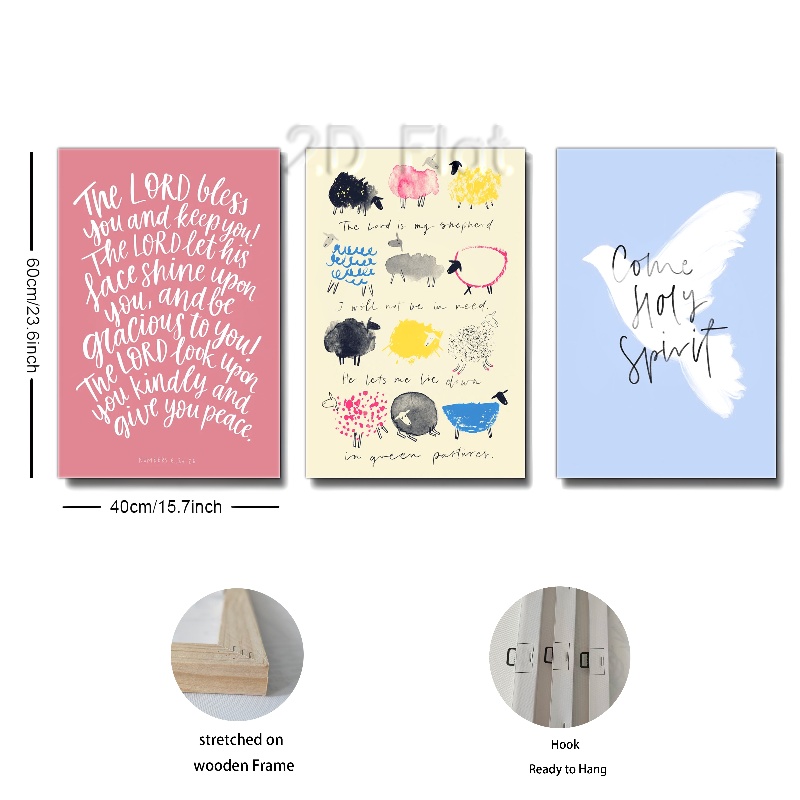 2D Flat.
The LORD bless
you and keep you!
The LORD let his
face shine upon
you, and be
gracious to you!
The LORD look upon
you kindly and
give you peace.
The Lord is my shepherd
I will not be in need.
He lets me lie down
in green pastures.
Come
Holy
Spirit
60cm/23.6inch
40cm/15.7inch
stretched on
wooden Frame
Hook
Ready to Hang